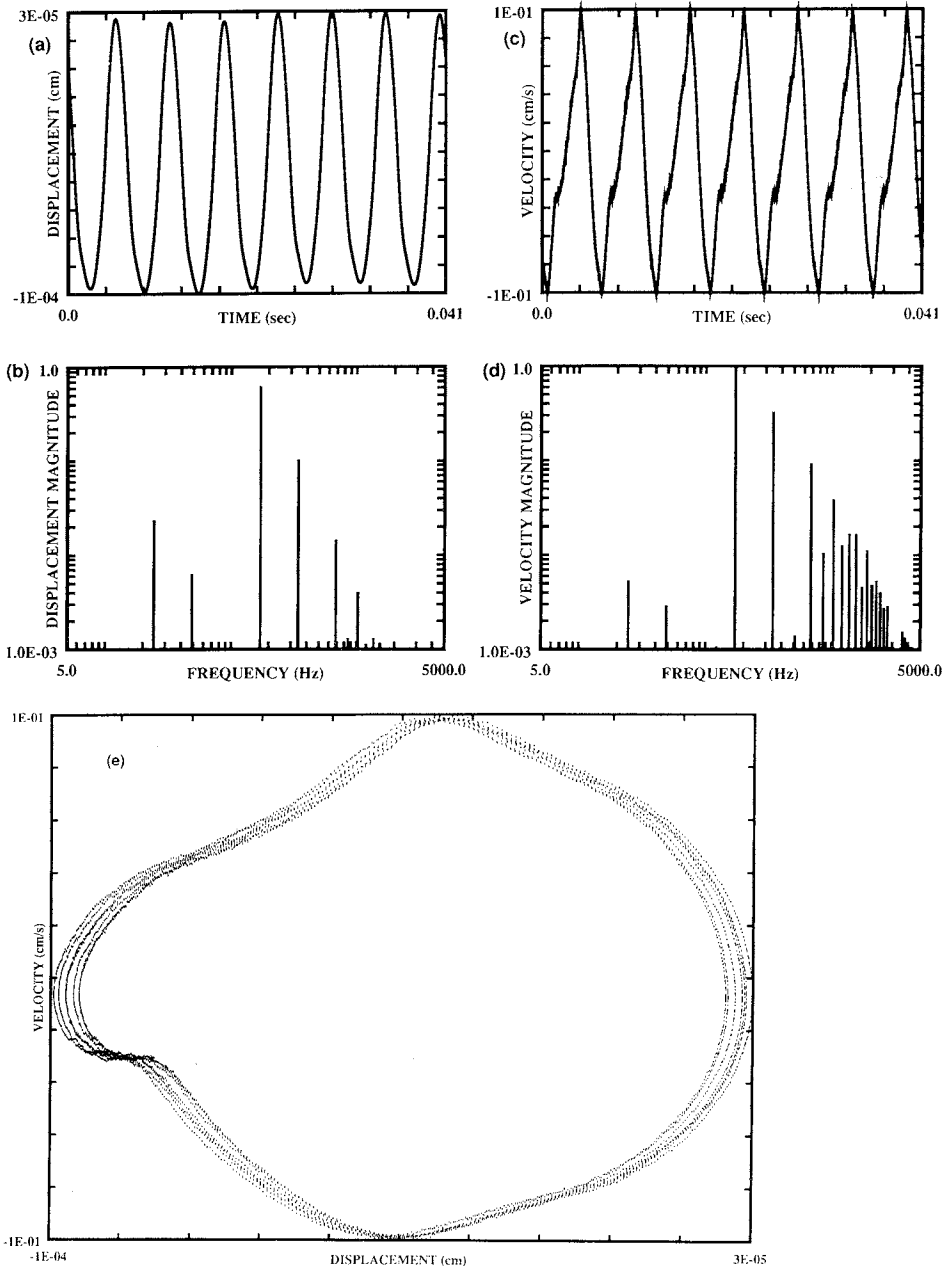 (a)
3E-05
DISPLACEMENT (cm)
-1E-04
0.0
TIME (sec)
0.041
(c)
1E-01
VELOCITY (cm/s)
-1E-01
0.0
TIME (sec)
0.041
(b)
1.0
DISPLACEMENT MAGNITUDE
1.0E-03
5.0
FREQUENCY (Hz)
5000.0
(d)
1.0
VELOCITY MAGNITUDE
1.0E-03
5.0
FREQUENCY (Hz)
5000.0
1E-01
(e)
VELOCITY (cm/s)
-1E-01
-1E-04
DISPLACEMENT (cm)
3E-05